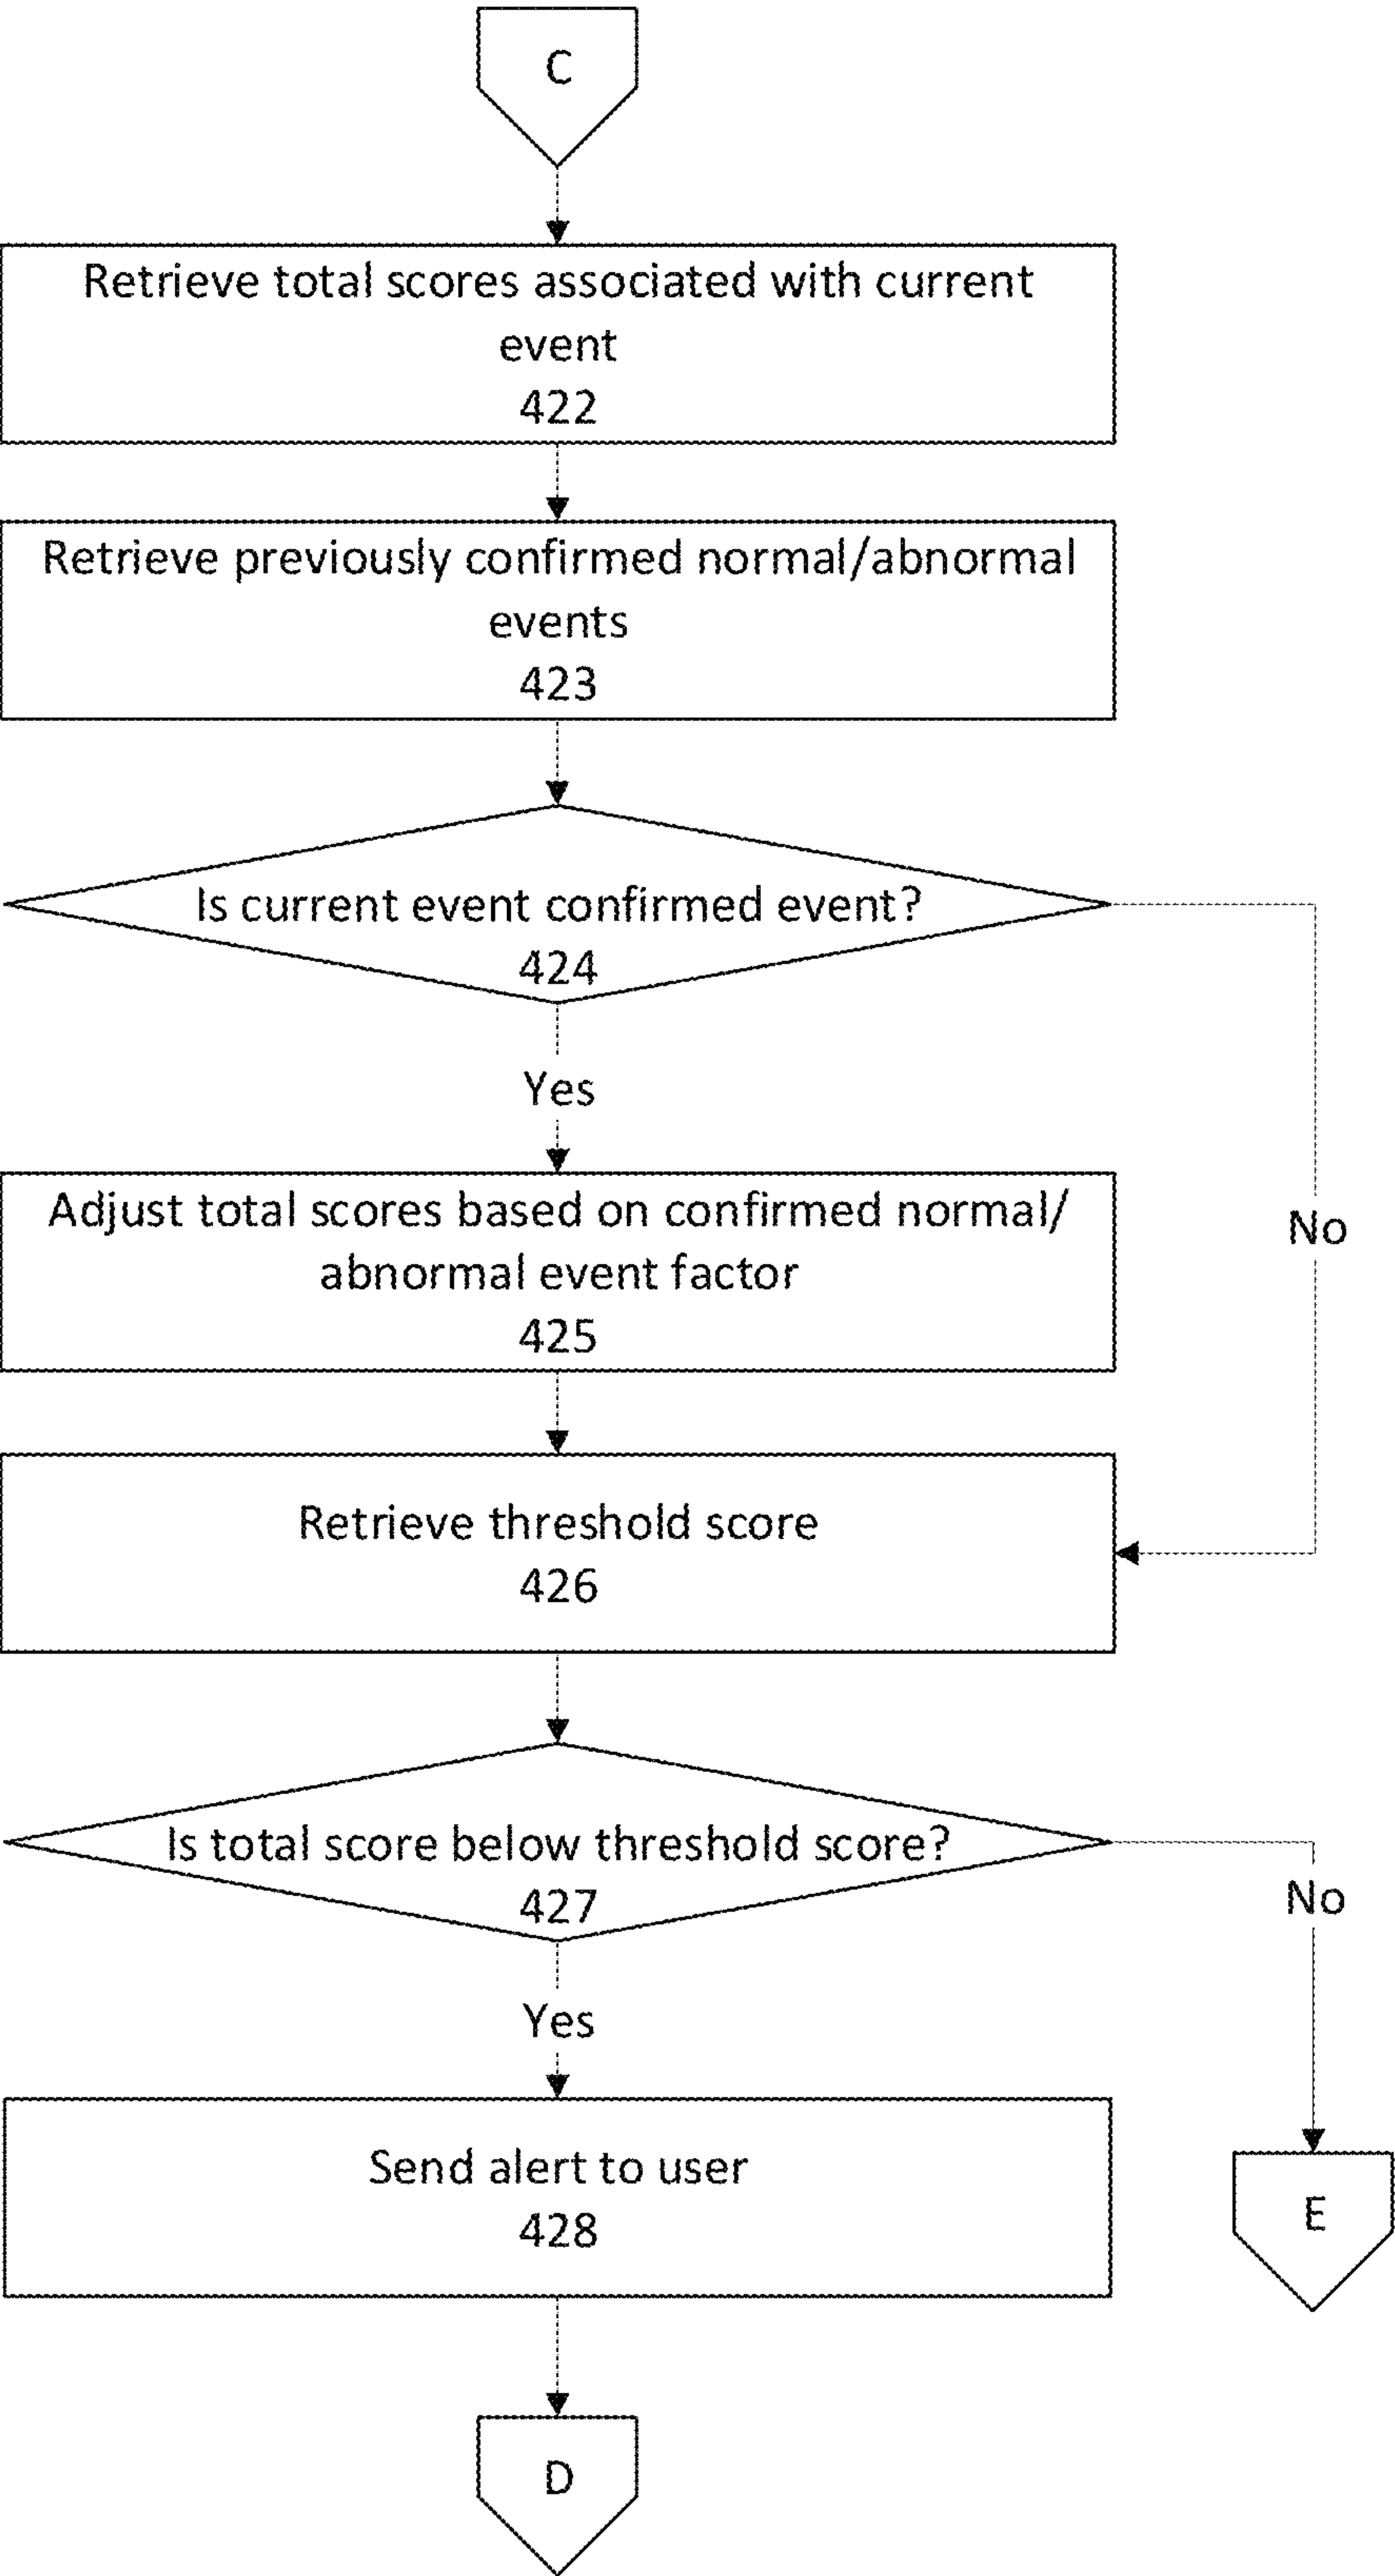 C
Retrieve total scores associated with current
event
422
Retrieve previously confirmed normal/abnormal
events
423
Is current event confirmed event?
424
Yes
Adjust total scores based on confirmed normal/
abnormal event factor
425
No
Retrieve threshold score
426
Is total score below threshold score?
427
No
Yes
Send alert to user
428
E
D